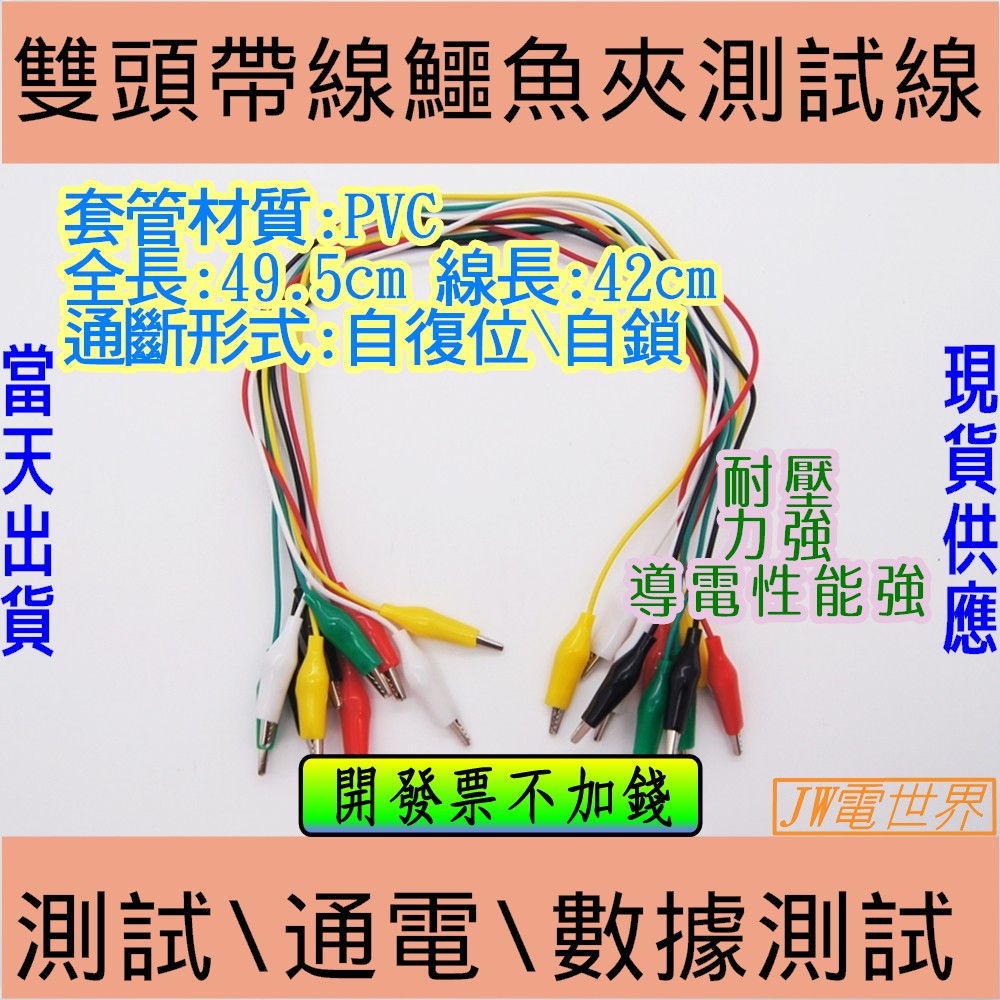 雙頭帶線鱷魚夾測試線
套管材質:PVC
全長:49.5cm 線長:42cm
通斷形式:自復位\自鎖
當天出貨
現貨供應
耐壓
力強
導電性能強
開發票不加錢
JW電世界
測試\通電\數據測試